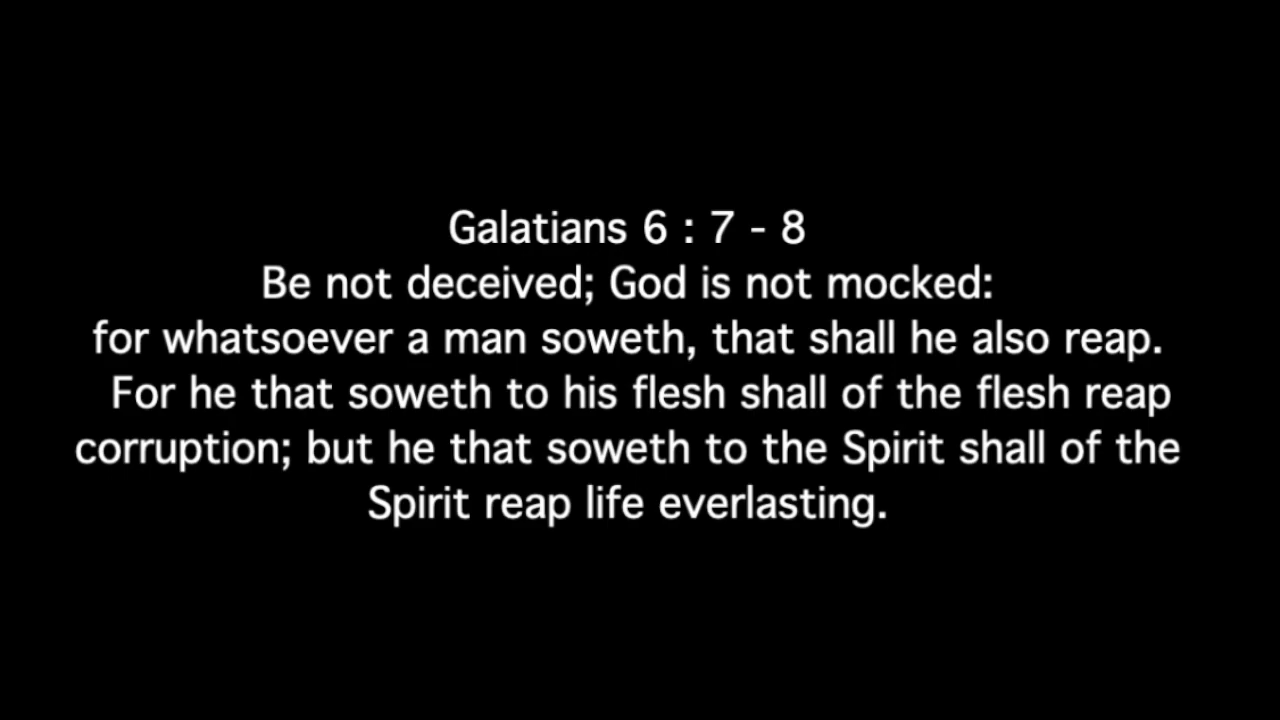 Galatians 6 : 7 - 8
Be not deceived; God is not mocked:
for whatsoever a man soweth, that shall he also reap.
For he that soweth to his flesh shall of the flesh reap
corruption; but he that soweth to the Spirit shall of the
Spirit reap life everlasting.